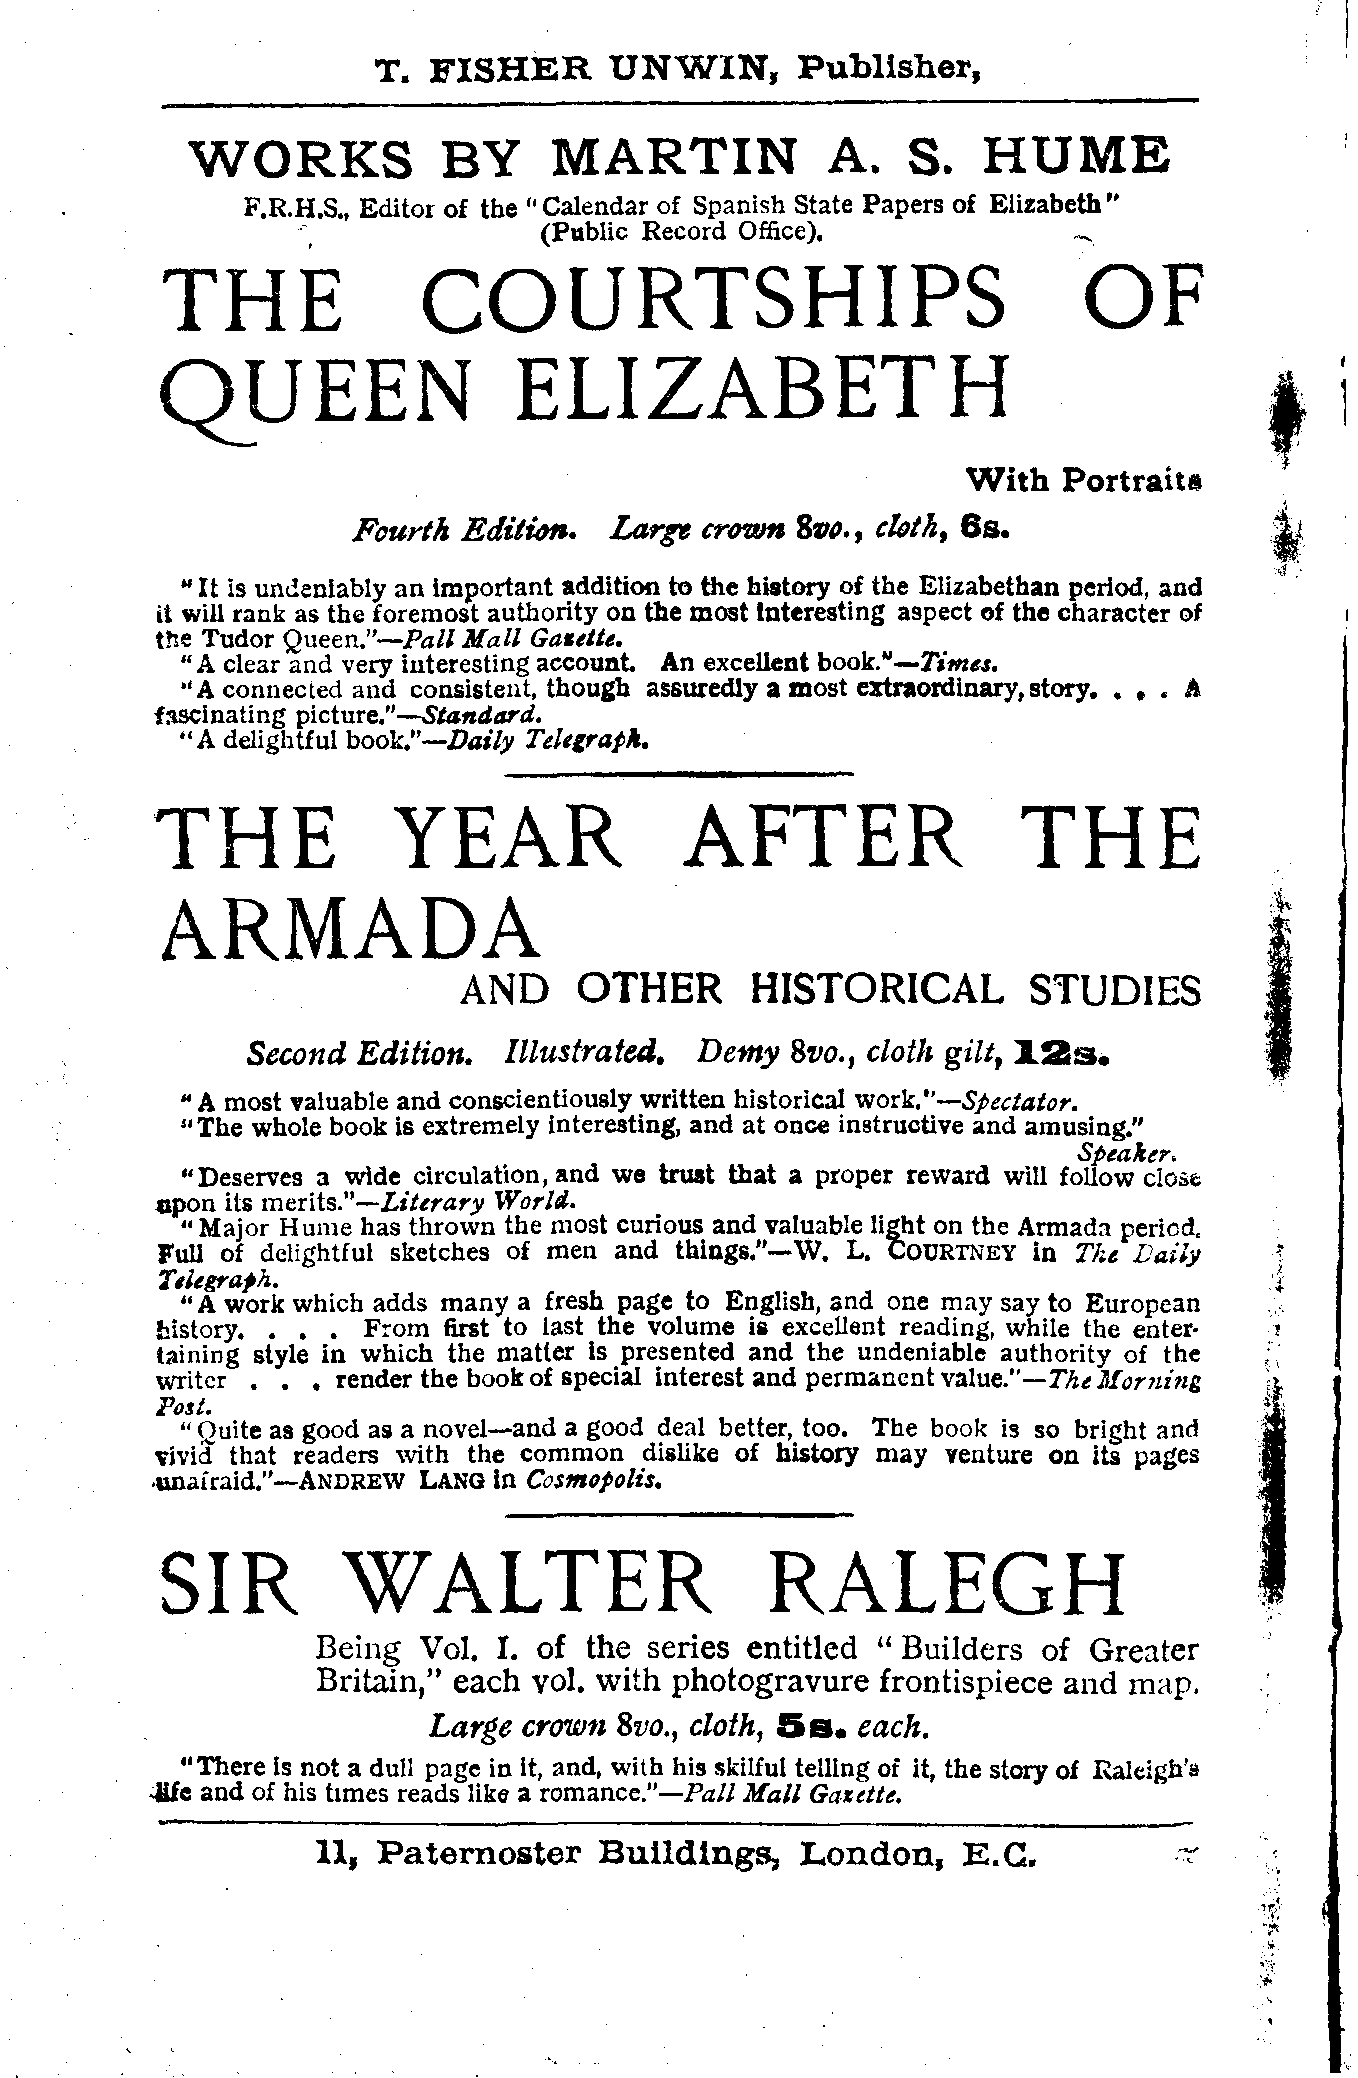 T. FISHER UNWIN, Publisher,
WORKS BY MARTIN A. S. HUME
F.R.H.S., Editor of the "Calendar of Spanish State Papers of Elizabeth"
(Public Record Office).
THE COURTSHIPS OF
QUEEN ELIZABETH
With Portraits
Fourth Edition. Large crown 8vo., cloth, 6s.
"It is undeniably an important addition to the history of the Elizabethan period, and
it will rank as the foremost authority on the most interesting aspect of the character of
the Tudor Queen."—Pall Mall Gazette.
"A clear and very interesting account. An excellent book."—Times.
"A connected and consistent, though assuredly a most extraordinary, story. . . . A
fascinating picture."—Standard.
"A delightful book."—Daily Telegraph.
THE YEAR AFTER THE
ARMADA
AND OTHER HISTORICAL STUDIES
Second Edition. Illustrated. Demy 8vo., cloth gilt, 12s.
"A most valuable and conscientiously written historical work."—Spectator.
"The whole book is extremely interesting, and at once instructive and amusing."
Speaker.
"Deserves a wide circulation, and we trust that a proper reward will follow close
upon its merits."—Literary World.
"Major Hume has thrown the most curious and valuable light on the Armada period.
Full of delightful sketches of men and things."—W. L. COURTNEY in The Daily
Telegraph.
"A work which adds many a fresh page to English, and one may say to European
history. . . . From first to last the volume is excellent reading, while the enter-
taining style in which the matter is presented and the undeniable authority of the
writer . . . render the book of special interest and permanent value."—The Morning
Post.
"Quite as good as a novel—and a good deal better, too. The book is so bright and
vivid that readers with the common dislike of history may venture on its pages
unafraid."—ANDREW LANG in Cosmopolis.
SIR WALTER RALEGH
Being Vol. I. of the series entitled "Builders of Greater
Britain," each vol. with photogravure frontispiece and map.
Large crown 8vo., cloth, 5s. each.
"There is not a dull page in it, and, with his skilful telling of it, the story of Raleigh's
life and of his times reads like a romance."—Pall Mall Gazette.
11, Paternoster Buildings, London, E.C.